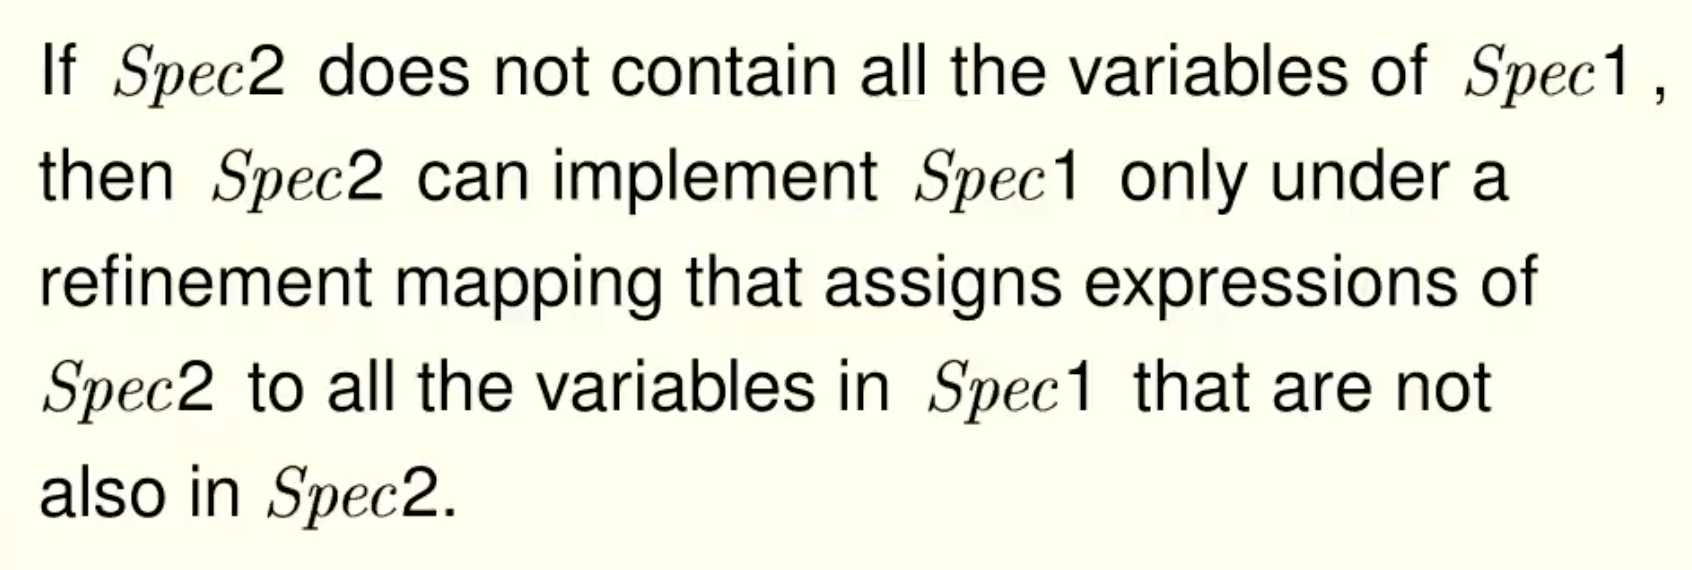 If Spec2 does not contain all the variables of Spec1,
then Spec2 can implement Spec1 only under a
refinement mapping that assigns expressions of
Spec2 to all the variables in Spec1 that are not
also in Spec2.